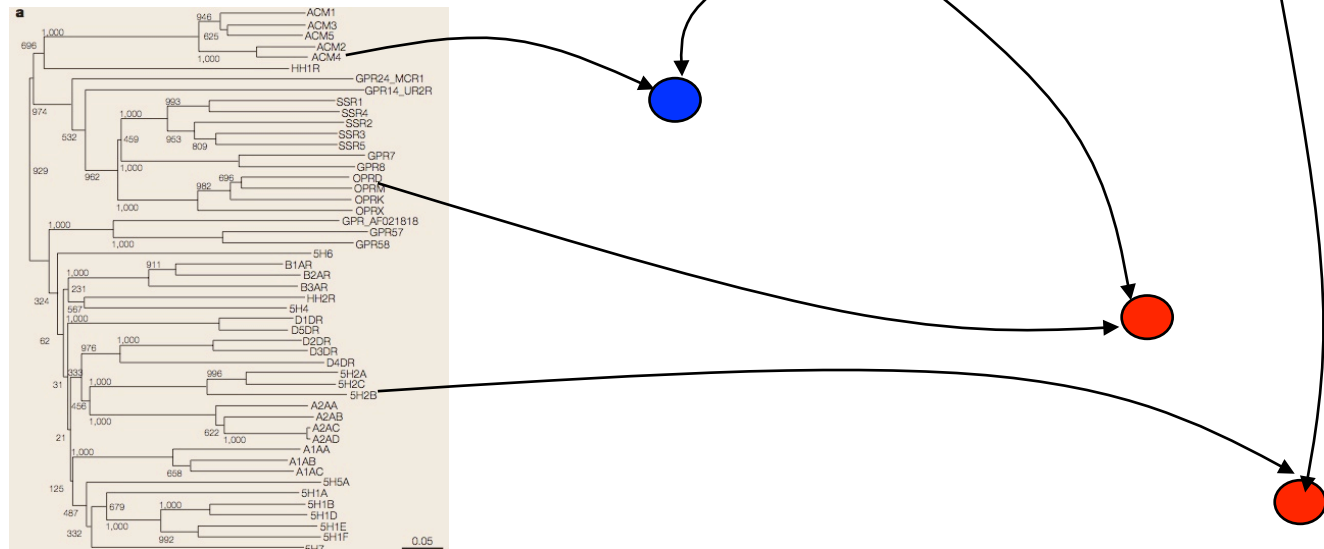 a
ACM1
946
ACM3
625
ACM5
1,000
ACM2
696
1,000
ACM4
HH1R
GPR24_MCR1
974
GPR14_UR2R
993
SSR1
1,000
SSR4
SSR2
532
459
953
SSR3
809
SSR5
GPR7
929
962
1,000
GPR8
696
OPRD
982
OPRM
OPRK
1,000
OPRX
GPR_AF021818
1,000
GPR57
1,000
GPR58
5H6
911
B1AR
1,000
B2AR
231
B3AR
324
HH2R
567
5H4
1,000
D1DR
D5DR
62
976
1,000
D2DR
D3DR
D4DR
333
996
5H2A
31
1,000
5H2C
5H2B
456
A2AA
1,000
A2AB
622
A2AC
21
1,000
A2AD
1,000
A1AA
A1AB
658
A1AC
125
5H5A
5H1A
487
679
1,000
5H1B
5H1D
332
1,000
5H1E
992
5H1F
0.05
5H7